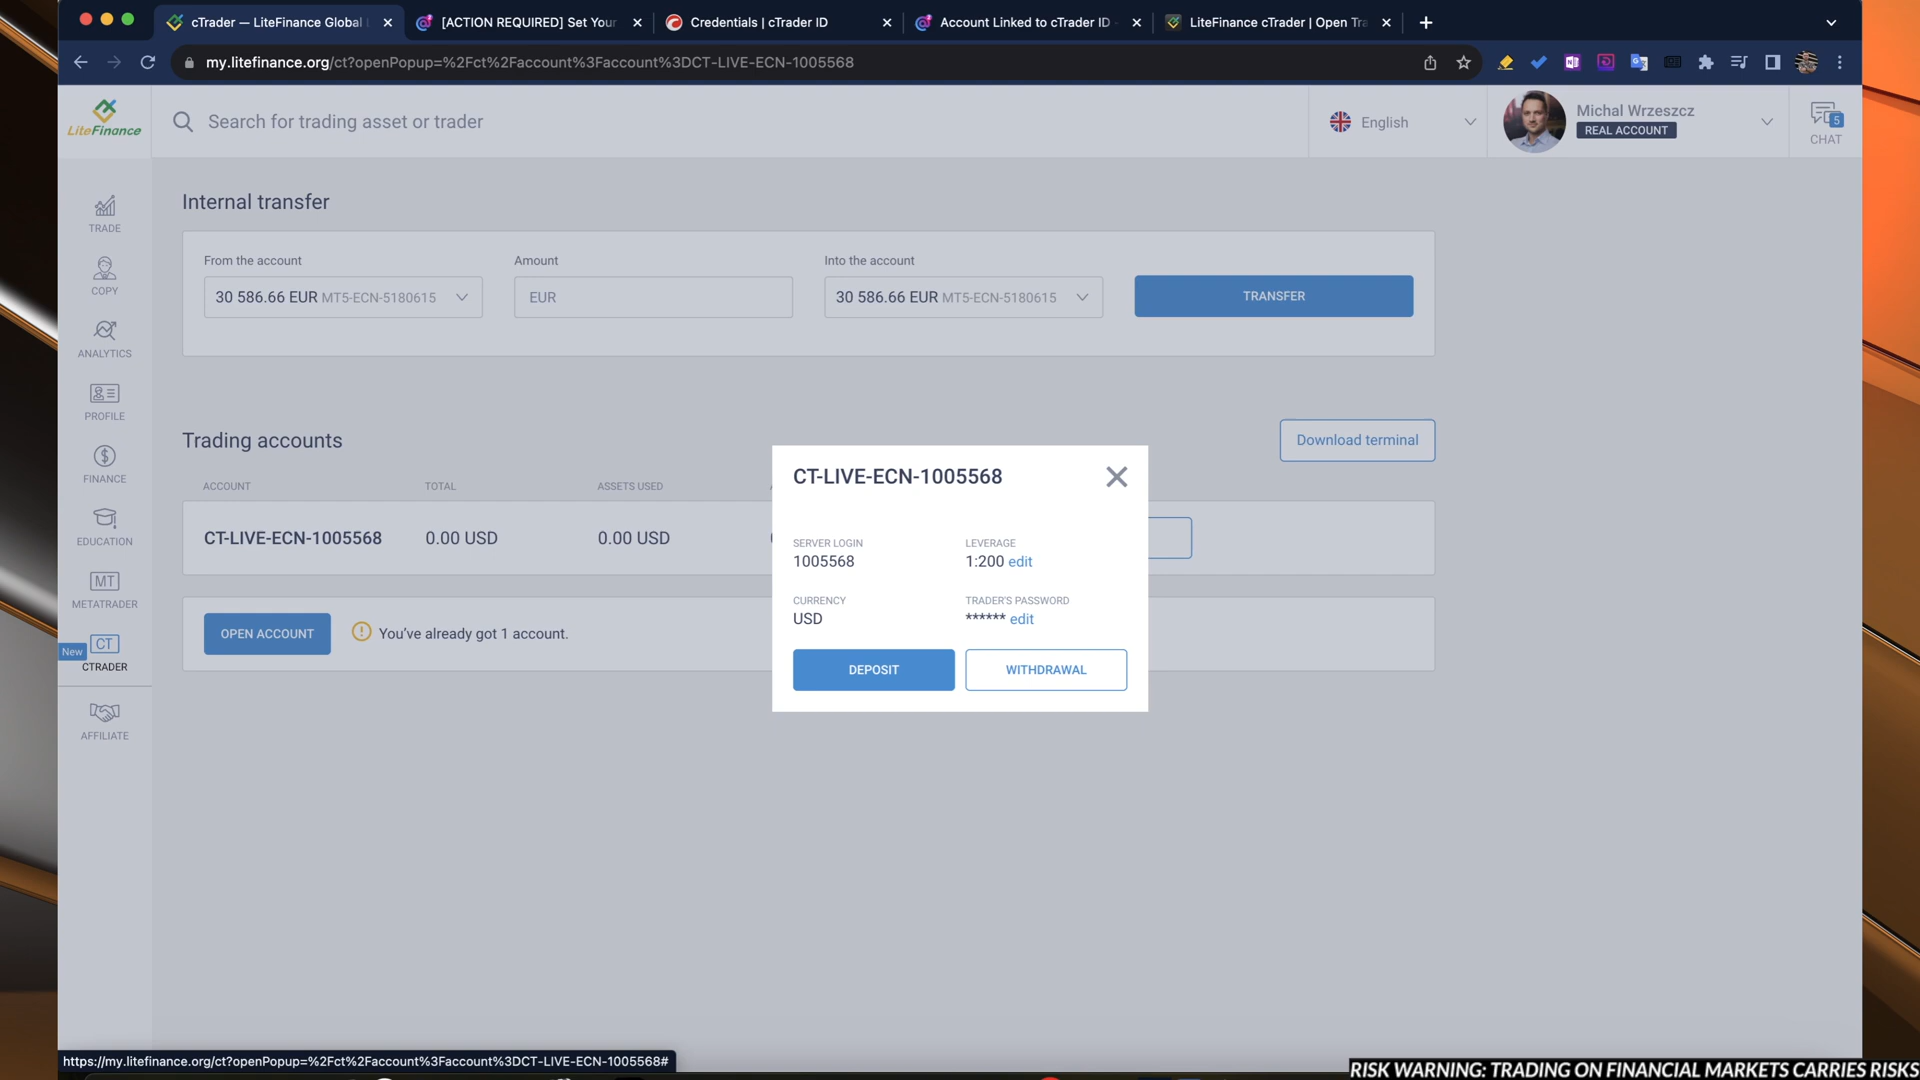 cTrader — LiteFinance Global
[ACTION REQUIRED] Set Your
Credentials | cTrader ID
Account Linked to cTrader ID
LiteFinance cTrader | Open Tra
my.litefinance.org/ct?openPopup=%2Fct%2Faccount%3Faccount%3DCT-LIVE-ECN-1005568
LiteFinance
Search for trading asset or trader
English
Michal Wrzeszcz
REAL ACCOUNT
5
CHAT
TRADE
COPY
ANALYTICS
PROFILE
FINANCE
EDUCATION
MT
METATRADER
CT
New
CTRADER
AFFILIATE
Internal transfer
From the account
Amount
Into the account
30 586.66 EUR MT5-ECN-5180615
EUR
30 586.66 EUR MT5-ECN-5180615
TRANSFER
Trading accounts
Download terminal
ACCOUNT
TOTAL
ASSETS USED
CT-LIVE-ECN-1005568
0.00 USD
0.00 USD
OPEN ACCOUNT
You've already got 1 account.
CT-LIVE-ECN-1005568
SERVER LOGIN
1005568
LEVERAGE
1:200 edit
CURRENCY
USD
TRADER'S PASSWORD
****** edit
DEPOSIT
WITHDRAWAL
https://my.litefinance.org/ct?openPopup=%2Fct%2Faccount%3Faccount%3DCT-LIVE-ECN-1005568#
RISK WARNING: TRADING ON FINANCIAL MARKETS CARRIES RISKS